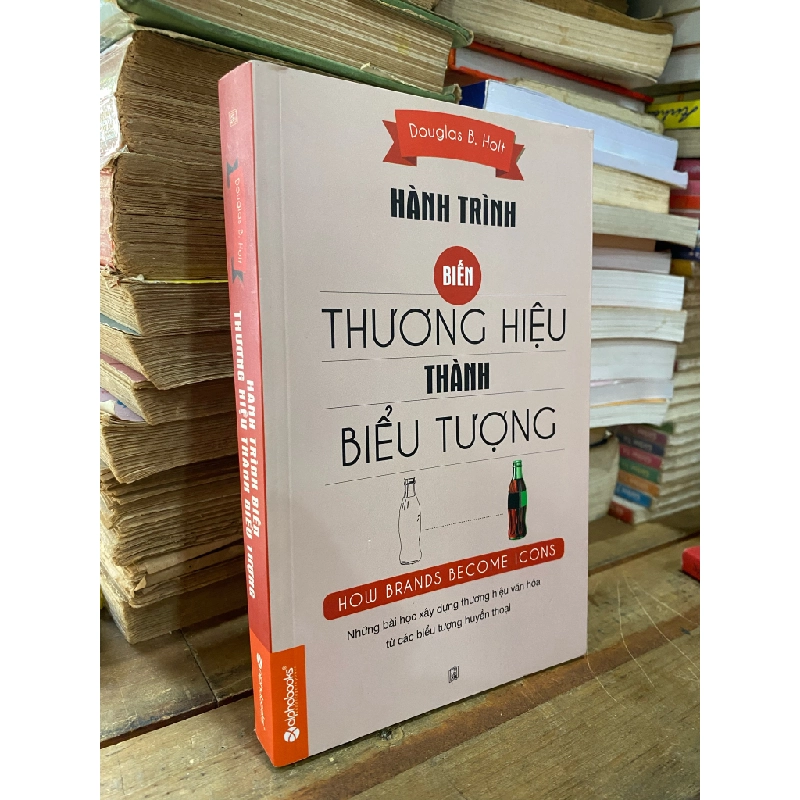 Douglas B. Holt
HÀNH TRÌNH
BIẾN
THƯƠNG HIỆU
THÀNH
BIỂU TƯỢNG
HOW BRANDS BECOME ICONS
Những bài học xây dựng thương hiệu văn hóa
từ các biểu tượng huyền thoại
Douglas B. Holt
HÀNH TRÌNH BIẾN
THƯƠNG HIỆU THÀNH BIỂU TƯỢNG
alphabooks®